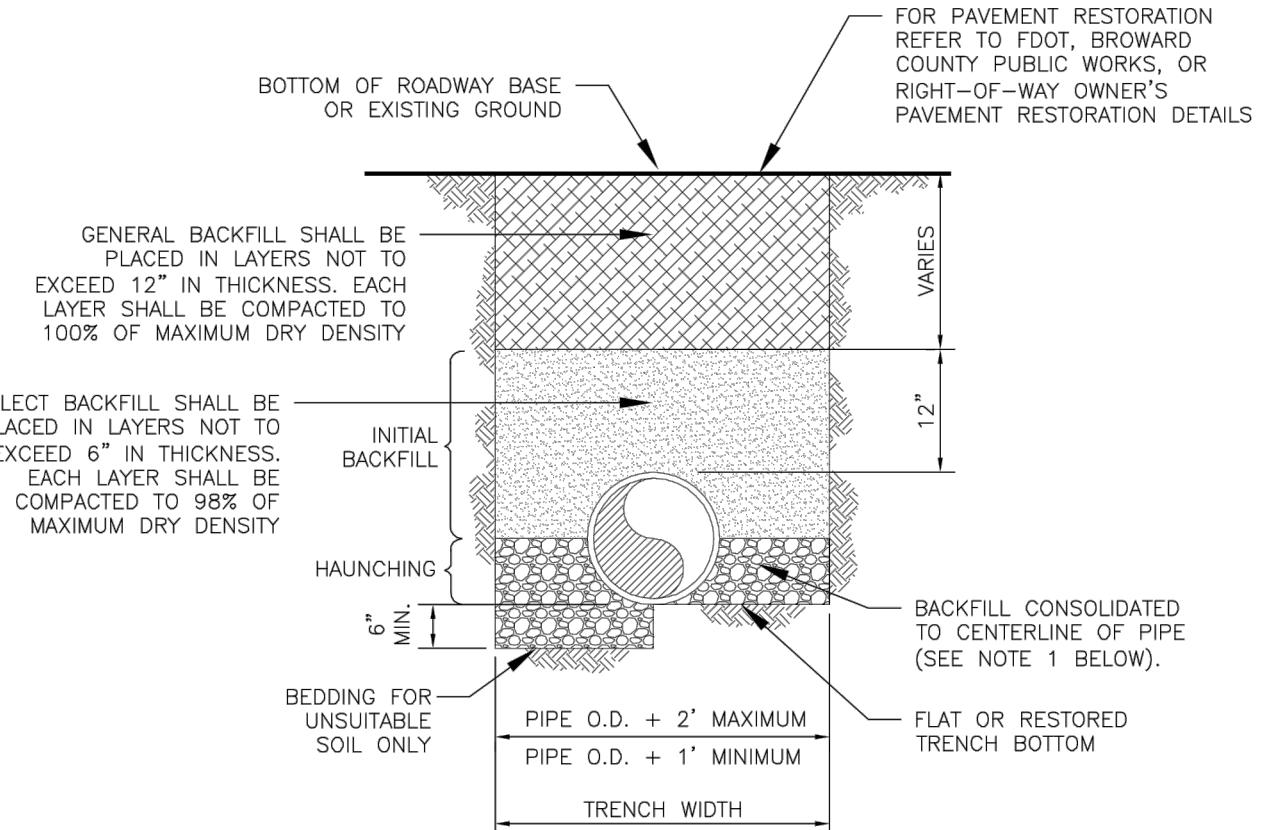 FOR PAVEMENT RESTORATION
REFER TO FDOT, BROWARD
COUNTY PUBLIC WORKS, OR
RIGHT-OF-WAY OWNER'S
PAVEMENT RESTORATION DETAILS
BOTTOM OF ROADWAY BASE
OR EXISTING GROUND
GENERAL BACKFILL SHALL BE
PLACED IN LAYERS NOT TO
EXCEED 12" IN THICKNESS. EACH
LAYER SHALL BE COMPACTED TO
100% OF MAXIMUM DRY DENSITY
VARIES
12"
LECT BACKFILL SHALL BE
LACED IN LAYERS NOT TO
EXCEED 6" IN THICKNESS.
EACH LAYER SHALL BE
COMPACTED TO 98% OF
MAXIMUM DRY DENSITY
INITIAL
BACKFILL
HAUNCHING
6"
MIN.
BEDDING FOR
UNSUITABLE
SOIL ONLY
BACKFILL CONSOLIDATED
TO CENTERLINE OF PIPE
(SEE NOTE 1 BELOW).
FLAT OR RESTORED
TRENCH BOTTOM
PIPE O.D. + 2' MAXIMUM
PIPE O.D. + 1' MINIMUM
TRENCH WIDTH